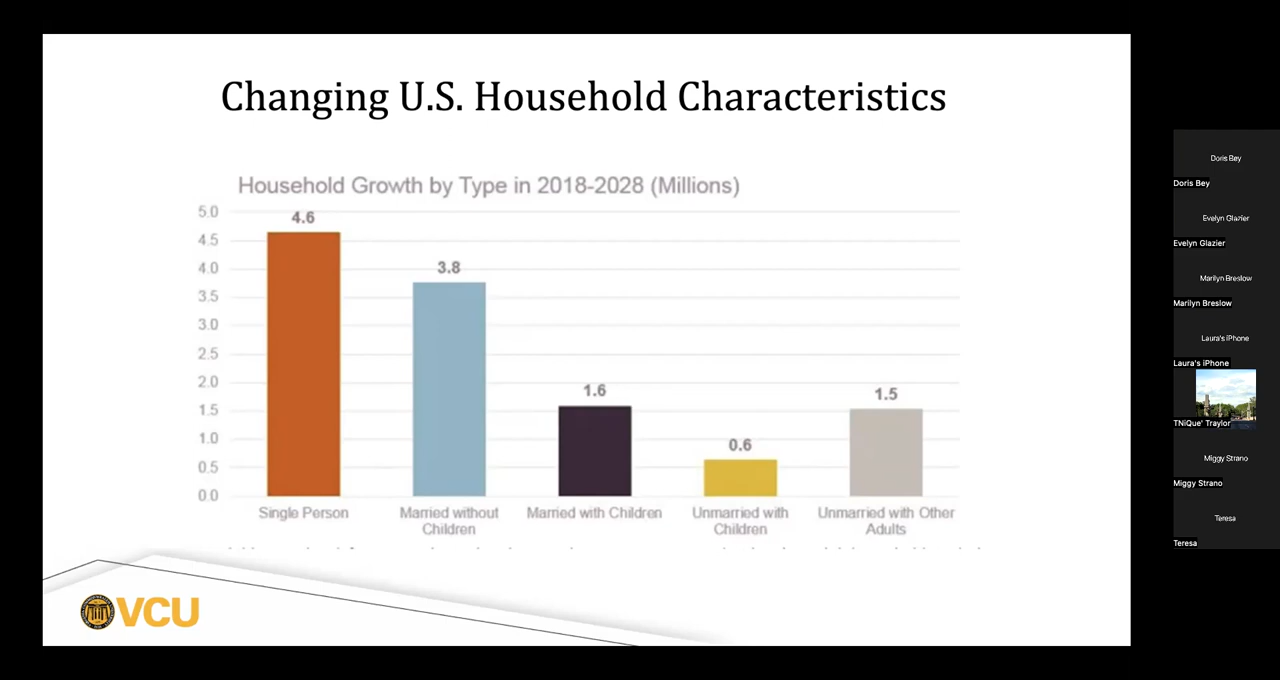 Changing U.S. Household Characteristics
Household Growth by Type in 2018-2028 (Millions)
5.0
4.5
4.0
3.5
3.0
2.5
2.0
1.5
1.0
0.5
0.0
4.6
3.8
1.6
0.6
1.5
Single Person
Married without
Children
Married with Children
Unmarried with
Children
Unmarried with Other
Adults
VCU
Doris Bey
Doris Bey
Evelyn Glazier
Evelyn Glazier
Marilyn Breslow
Marilyn Breslow
Laura's iPhone
Laura's iPhone
TNiQue' Traylor
Miggy Strano
Miggy Strano
Teresa
Teresa